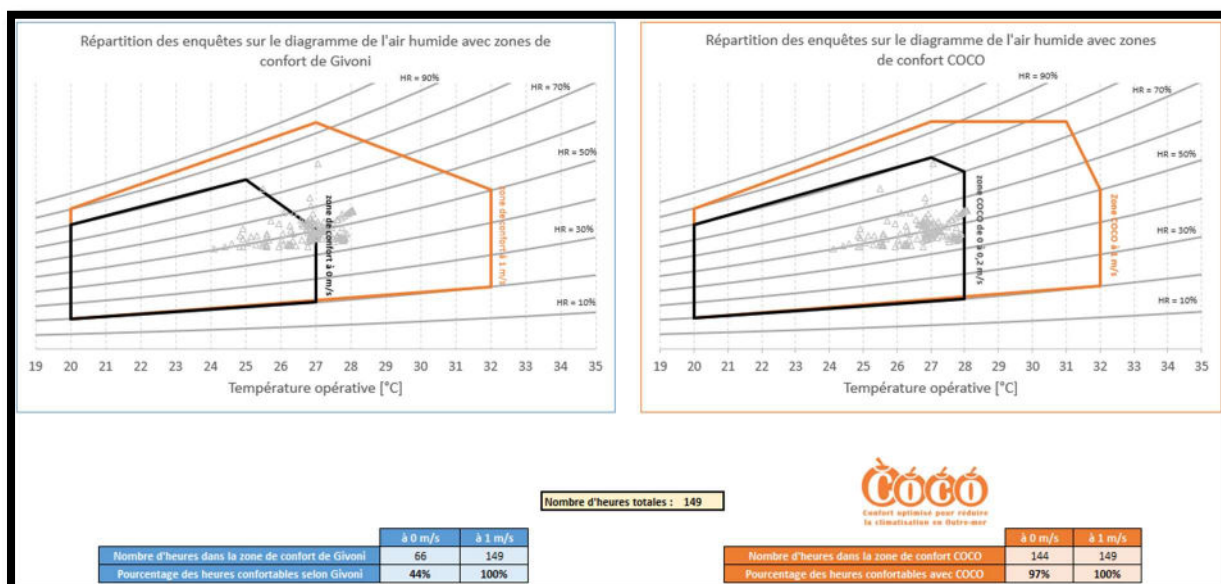 Répartition des enquêtes sur le diagramme de l'air humide avec zones de
confort de Givoni
HR = 90%
HR = 70%
HR = 50%
HR = 30%
HR = 10%
zone de confort à 0 m/s
zone de confort à 1 m/s
19 20 21 22 23 24 25 26 27 28 29 30 31 32 33 34 35
Température opérative [°C]
Répartition des enquêtes sur le diagramme de l'air humide avec zones
de confort COCO
HR = 90%
HR = 70%
HR = 50%
HR = 30%
HR = 10%
zone COCO de 0 à 0,2 m/s
zone COCO à 1 m/s
19 20 21 22 23 24 25 26 27 28 29 30 31 32 33 34 35
Température opérative [°C]
Nombre d'heures totales : 149
COCO
Confort optimisé pour réduire
la climatisation en Outre-mer
à 0 m/s à 1 m/s
Nombre d'heures dans la zone de confort de Givoni 66 149
Pourcentage des heures confortables selon Givoni 44% 100%
à 0 m/s à 1 m/s
Nombre d'heures dans la zone de confort COCO 144 149
Pourcentage des heures confortables avec COCO 97% 100%